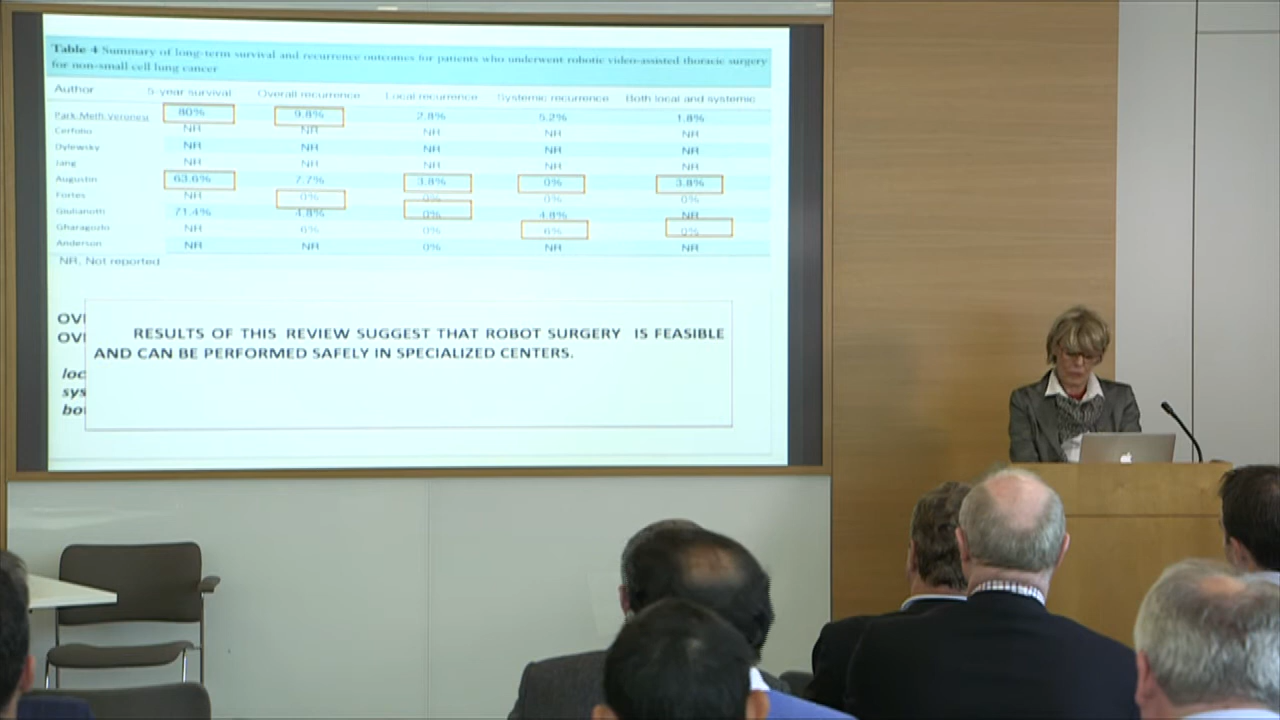 Table 4 Summary of long-term survival and recurrence outcomes for patients who underwent robotic video-assisted thoracic surgery
for non-small cell lung cancer
Author 5-year survival Overall recurrence Local recurrence Systemic recurrence Both local and systemic
Park Meth Veronesi 80% 9.8% 2.8% 5.2% 1.8%
Cerfolio NR NR NR NR NR
Dylewsky NR NR NR NR NR
Jang NR NR NR NR NR
Augustin 63.6% 7.7% 3.8% 0% 3.8%
Fortes NR 0% 0% 0% 0%
Giulianotti 71.4% 4.8% 0% 4.8% NR
Gharagozlo NR 6% 0% 6% 0%
Anderson NR NR 0% NR NR
NR, Not reported
OV
OV
RESULTS OF THIS REVIEW SUGGEST THAT ROBOT SURGERY IS FEASIBLE
AND CAN BE PERFORMED SAFELY IN SPECIALIZED CENTERS.
loc
sys
bo